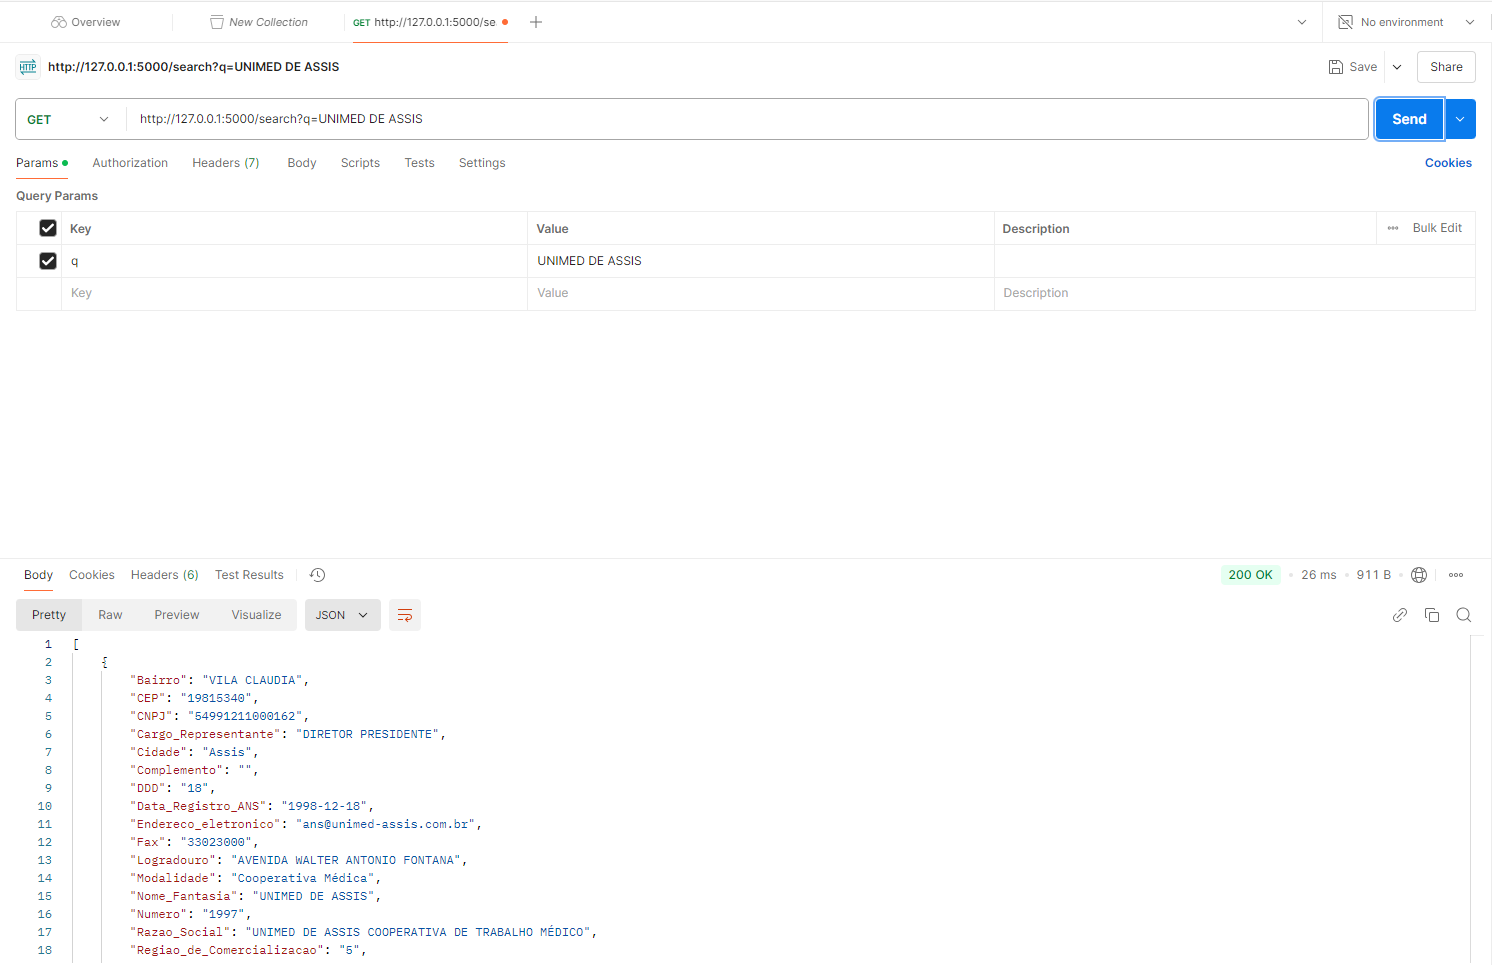 Overview
New Collection
GET http://127.0.0.1:5000/se
No environment
HTTP http://127.0.0.1:5000/search?q=UNIMED DE ASSIS
Save
Share
GET
http://127.0.0.1:5000/search?q=UNIMED DE ASSIS
Send
Params
Authorization
Headers (7)
Body
Scripts
Tests
Settings
Cookies
Query Params
Key Value Description Bulk Edit
q UNIMED DE ASSIS
Key Value Description
Body
Cookies
Headers (6)
Test Results
200 OK
26 ms
911 B
Pretty
Raw
Preview
Visualize
JSON
1 [
2 {
3 "Bairro": "VILA CLAUDIA",
4 "CEP": "19815340",
5 "CNPJ": "54991211000162",
6 "Cargo_Representante": "DIRETOR PRESIDENTE",
7 "Cidade": "Assis",
8 "Complemento": "",
9 "DDD": "18",
10 "Data_Registro_ANS": "1998-12-18",
11 "Endereco_eletronico": "ans@unimed-assis.com.br",
12 "Fax": "33023000",
13 "Logradouro": "AVENIDA WALTER ANTONIO FONTANA",
14 "Modalidade": "Cooperativa Médica",
15 "Nome_Fantasia": "UNIMED DE ASSIS",
16 "Numero": "1997",
17 "Razao_Social": "UNIMED DE ASSIS COOPERATIVA DE TRABALHO MÉDICO",
18 "Regiao_de_Comercializacao": "5",